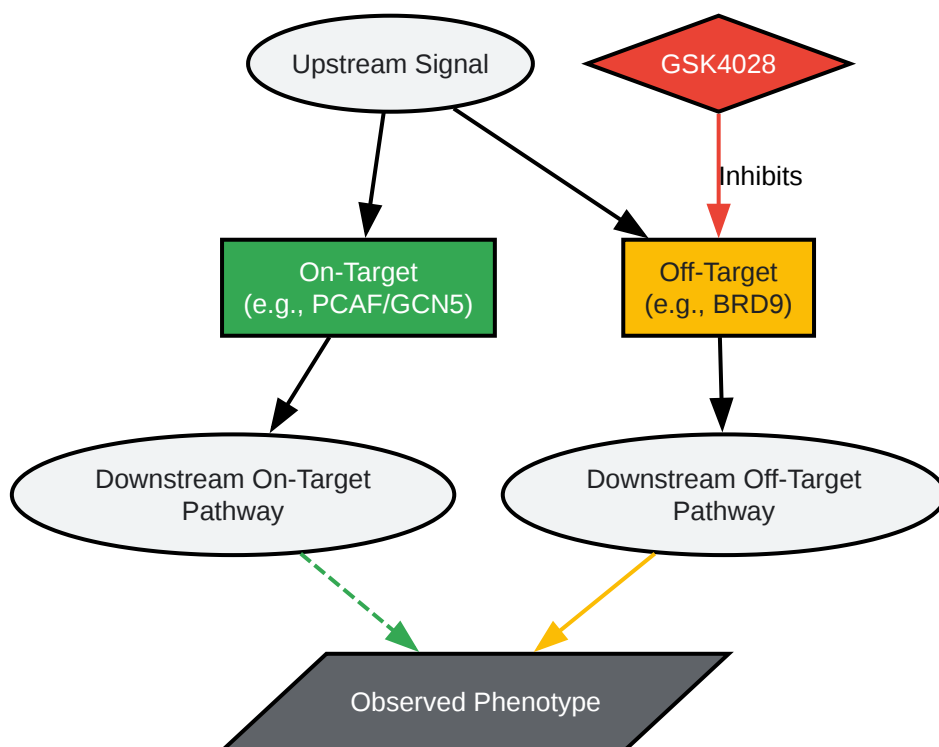 Upstream Signal
GSK4028
Inhibits
On-Target
(e.g., PCAF/GCN5)
Off-Target
(e.g., BRD9)
Downstream On-Target
Pathway
Downstream Off-Target
Pathway
Observed Phenotype